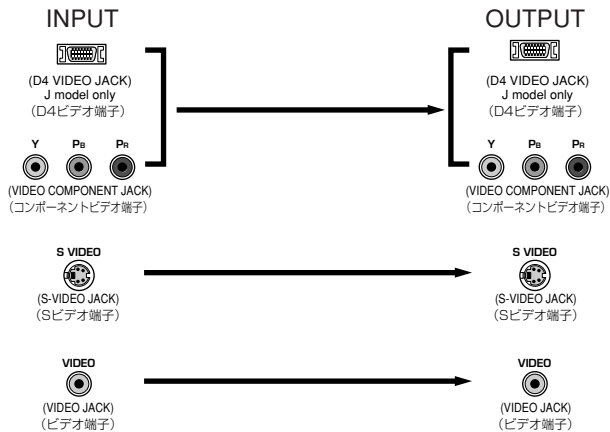 INPUT
OUTPUT
(D4 VIDEO JACK)
J model only
(D4ビデオ端子)
(D4 VIDEO JACK)
J model only
(D4ビデオ端子)
Y PB PR
(VIDEO COMPONENT JACK)
(コンポーネントビデオ端子)
Y PB PR
(VIDEO COMPONENT JACK)
(コンポーネントビデオ端子)
S VIDEO
(S-VIDEO JACK)
(Sビデオ端子)
S VIDEO
(S-VIDEO JACK)
(Sビデオ端子)
VIDEO
(VIDEO JACK)
(ビデオ端子)
VIDEO
(VIDEO JACK)
(ビデオ端子)